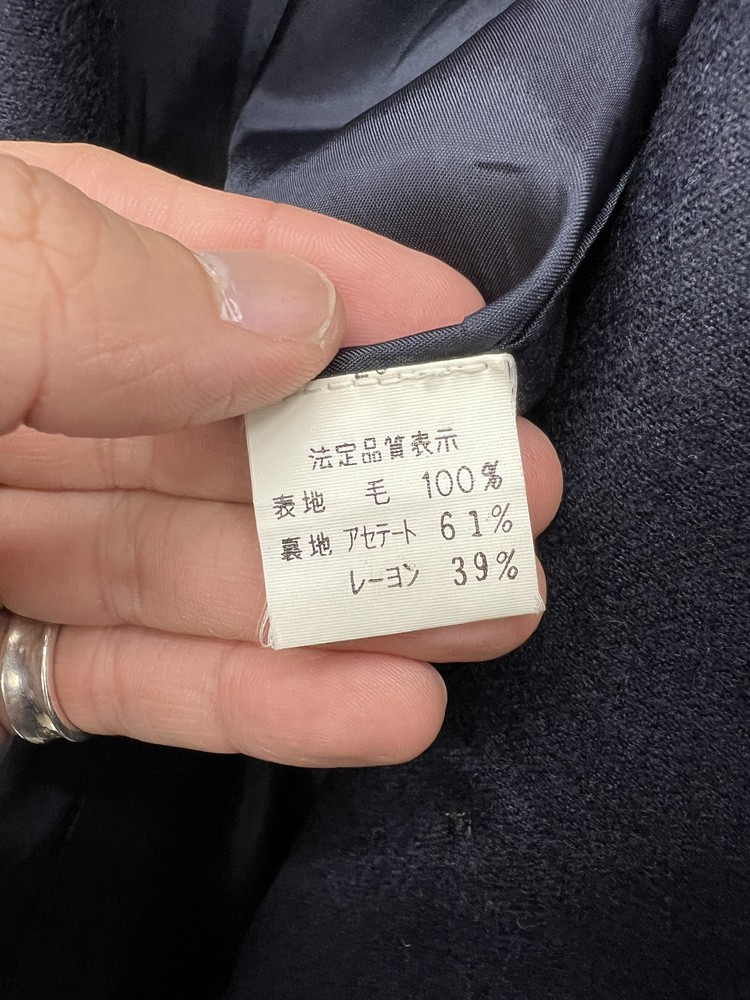 法定品質表示
表地 毛 100%
裏地 アセテート 61%
レーヨン 39%